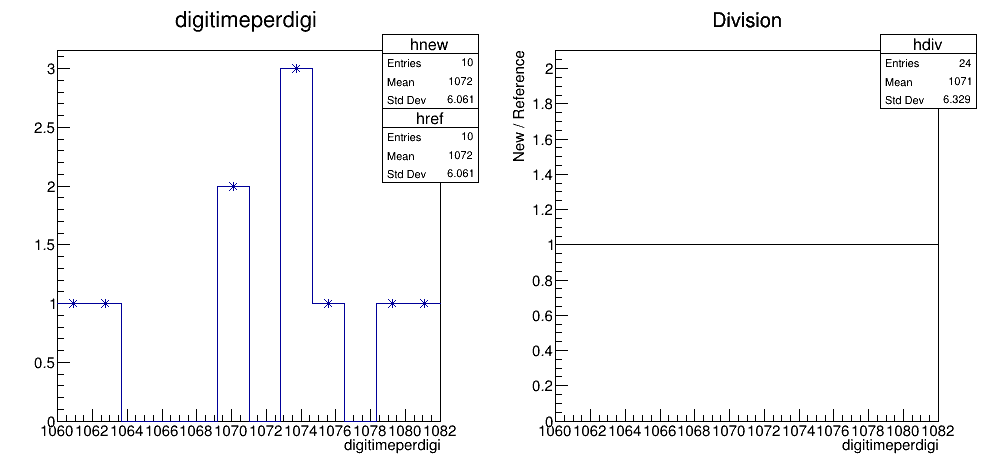 digitimeperdigi
hnew
Entries 10
Mean 1072
Std Dev 6.061
href
Entries 10
Mean 1072
Std Dev 6.061
3
2.5
2
1.5
1
0.5
0
1060 1062 1064 1066 1068 1070 1072 1074 1076 1078 1080 1082
digitimeperdigi
Division
hdiv
Entries 24
Mean 1071
Std Dev 6.329
New / Reference
2
1.8
1.6
1.4
1.2
1
0.8
0.6
0.4
0.2
0
1060 1062 1064 1066 1068 1070 1072 1074 1076 1078 1080 1082
digitimeperdigi